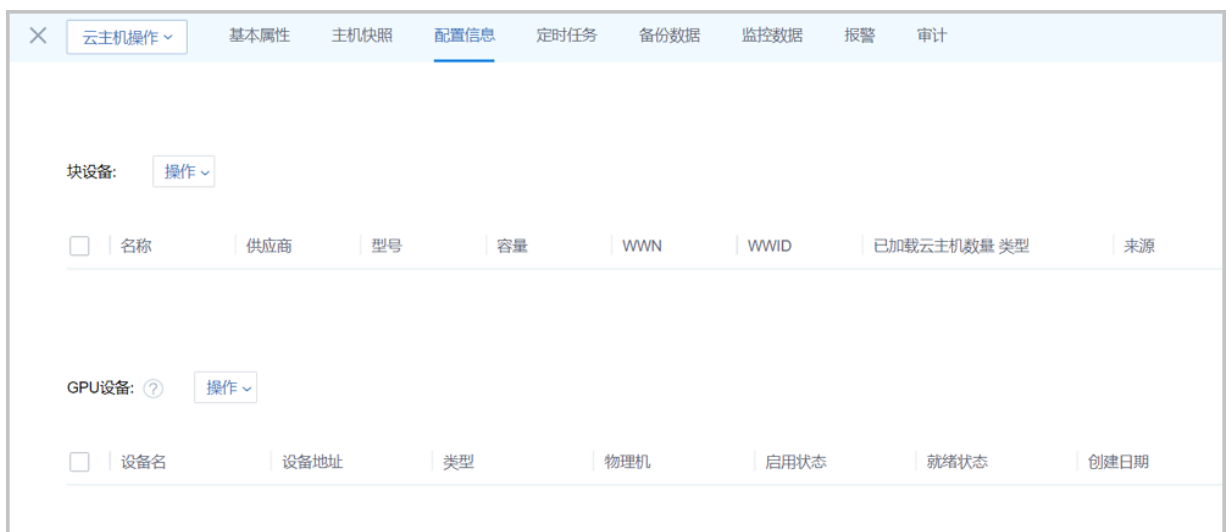 云主机操作 基本属性 主机快照 配置信息 定时任务 备份数据 监控数据 报警 审计
块设备: 操作
名称 供应商 型号 容量 WWN WWID 已加载云主机数量 类型 来源
GPU设备: ? 操作
设备名 设备地址 类型 物理机 启用状态 就绪状态 创建日期